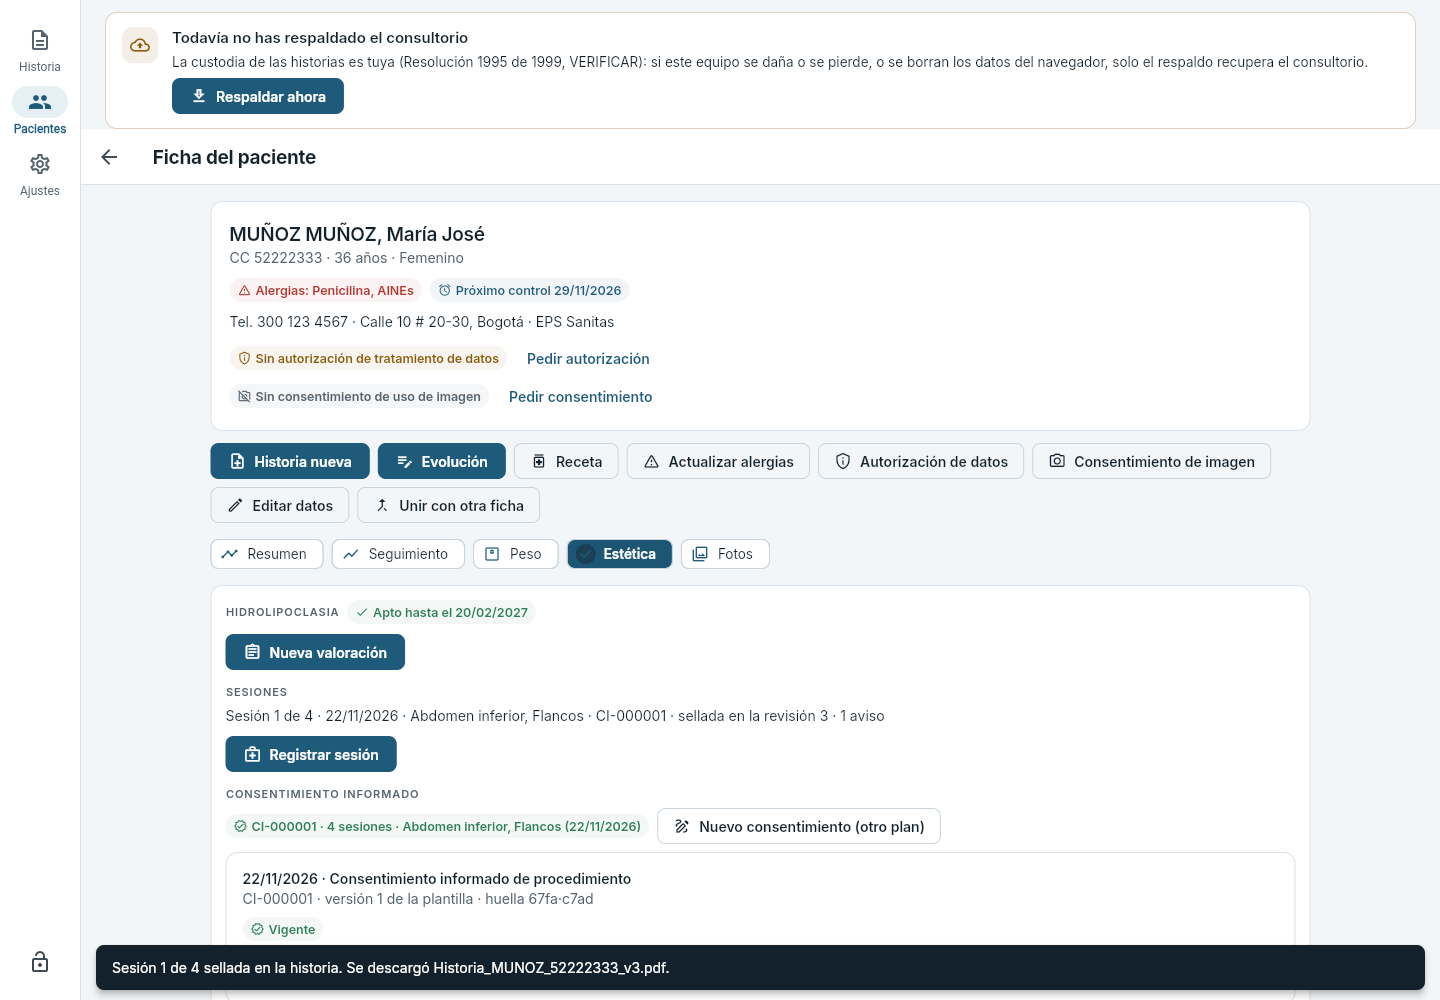 Historia
Pacientes
Ajustes
Todavía no has respaldado el consultorio
La custodia de las historias es tuya (Resolución 1995 de 1999, VERIFICAR): si este equipo se daña o se pierde, o se borran los datos del navegador, solo el respaldo recupera el consultorio.
Respaldar ahora
Ficha del paciente
MUÑOZ MUÑOZ, María José
CC 52222333 · 36 años · Femenino
Alergias: Penicilina, AINEs Próximo control 29/11/2026
Tel. 300 123 4567 · Calle 10 # 20-30, Bogotá · EPS Sanitas
Sin autorización de tratamiento de datos Pedir autorización
Sin consentimiento de uso de imagen Pedir consentimiento
Historia nueva Evolución Receta Actualizar alergias Autorización de datos Consentimiento de imagen
Editar datos Unir con otra ficha
Resumen Seguimiento Peso Estética Fotos
HIDROLIPOCLASIA Apto hasta el 20/02/2027
Nueva valoración
SESIONES
Sesión 1 de 4 · 22/11/2026 · Abdomen inferior, Flancos · CI-000001 · sellada en la revisión 3 · 1 aviso
Registrar sesión
CONSENTIMIENTO INFORMADO
CI-000001 · 4 sesiones · Abdomen inferior, Flancos (22/11/2026) Nuevo consentimiento (otro plan)
22/11/2026 · Consentimiento informado de procedimiento
CI-000001 · versión 1 de la plantilla · huella 67fa·c7ad
Vigente
Sesión 1 de 4 sellada en la historia. Se descargó Historia_MUNOZ_52222333_v3.pdf.